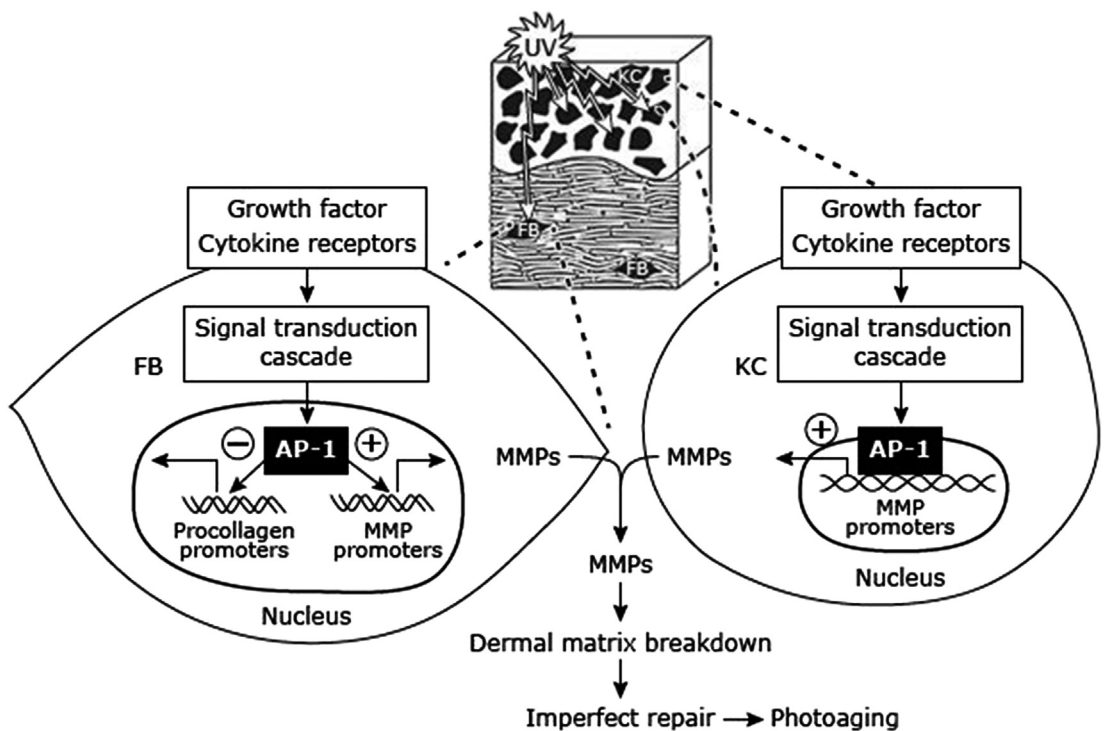 UV
KC
FB
FB
Growth factor
Cytokine receptors
Signal transduction
cascade
FB
AP-1
Procollagen
promoters
MMP
promoters
Nucleus
Growth factor
Cytokine receptors
Signal transduction
cascade
KC
AP-1
MMP
promoters
Nucleus
MMPs
MMPs
MMPs
Dermal matrix breakdown
Imperfect repair
Photoaging